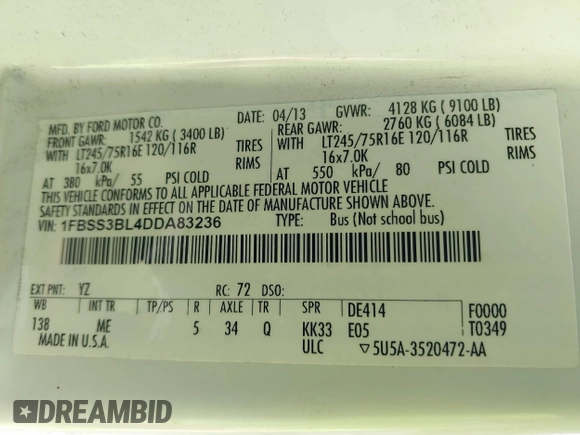 MFD. BY FORD MOTOR CO. DATE: 04/13 GVWR: 4128 KG ( 9100 LB)
FRONT GAWR: 1542 KG ( 3400 LB) REAR GAWR: 2760 KG ( 6084 LB)
WITH LT245/75R16E 120/116R TIRES WITH LT245/75R16E 120/116R TIRES
16x7.0K RIMS 16x7.0K RIMS
AT 380 kPa/ 55 PSI COLD AT 550 kPa/ 80 PSI COLD
THIS VEHICLE CONFORMS TO ALL APPLICABLE FEDERAL MOTOR VEHICLE
SAFETY STANDARDS IN EFFECT ON THE DATE OF MANUFACTURE SHOWN ABOVE.
VIN: 1FBSS3BL4DDA83236 TYPE: Bus (Not school bus)
EXT PNT: YZ RC: 72 DSO:
WB INT TR TP/PS R AXLE TR SPR DE414 F0000
138 ME 5 34 Q KK33 E05 T0349
MADE IN U.S.A. ULC ▽5U5A-3520472-AA
DREAMBID